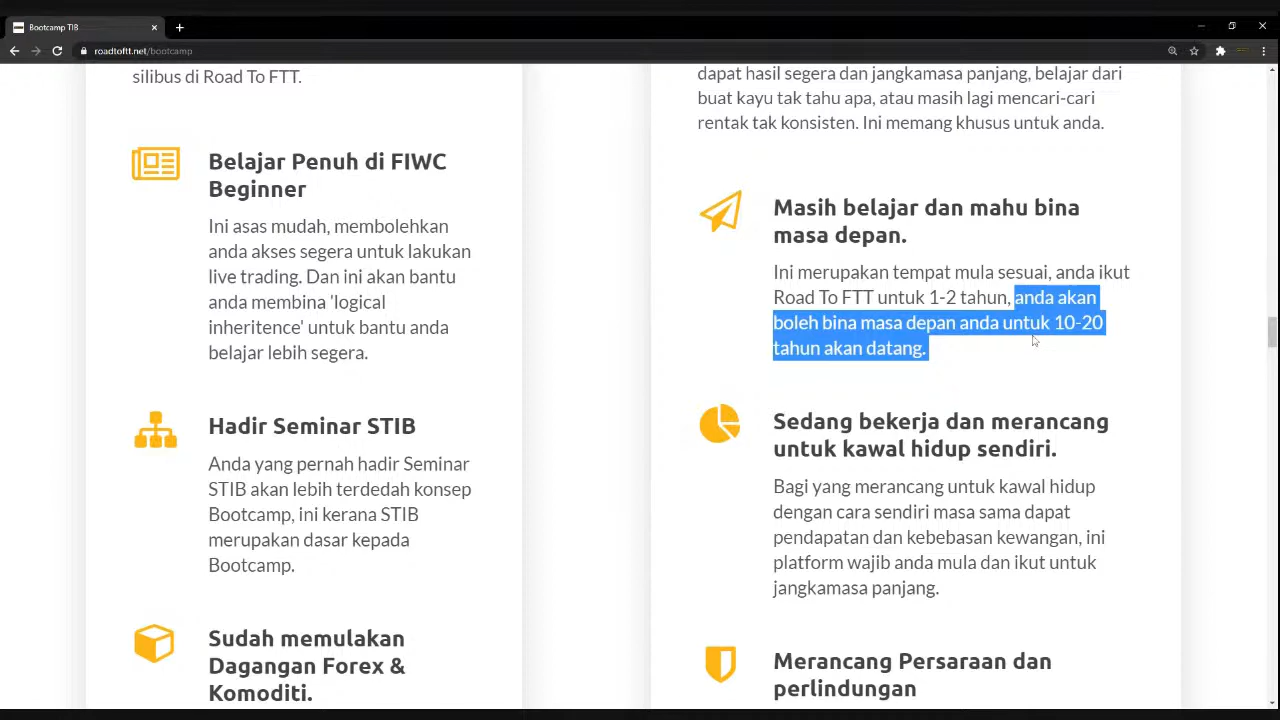 Bootcamp TIB
roadtoftt.net/bootcamp
silibus di Road To FTT.
Belajar Penuh di FIWC
Beginner
Ini asas mudah, membolehkan
anda akses segera untuk lakukan
live trading. Dan ini akan bantu
anda membina 'logical
inheritence' untuk bantu anda
belajar lebih segera.
Hadir Seminar STIB
Anda yang pernah hadir Seminar
STIB akan lebih terdedah konsep
Bootcamp, ini kerana STIB
merupakan dasar kepada
Bootcamp.
Sudah memulakan
Dagangan Forex &
Komoditi.
dapat hasil segera dan jangkamasa panjang, belajar dari
buat kayu tak tahu apa, atau masih lagi mencari-cari
rentak tak konsisten. Ini memang khusus untuk anda.
Masih belajar dan mahu bina
masa depan.
Ini merupakan tempat mula sesuai, anda ikut
Road To FTT untuk 1-2 tahun, anda akan
boleh bina masa depan anda untuk 10-20
tahun akan datang.
Sedang bekerja dan merancang
untuk kawal hidup sendiri.
Bagi yang merancang untuk kawal hidup
dengan cara sendiri masa sama dapat
pendapatan dan kebebasan kewangan, ini
platform wajib anda mula dan ikut untuk
jangkamasa panjang.
Merancang Persaraan dan
perlindungan